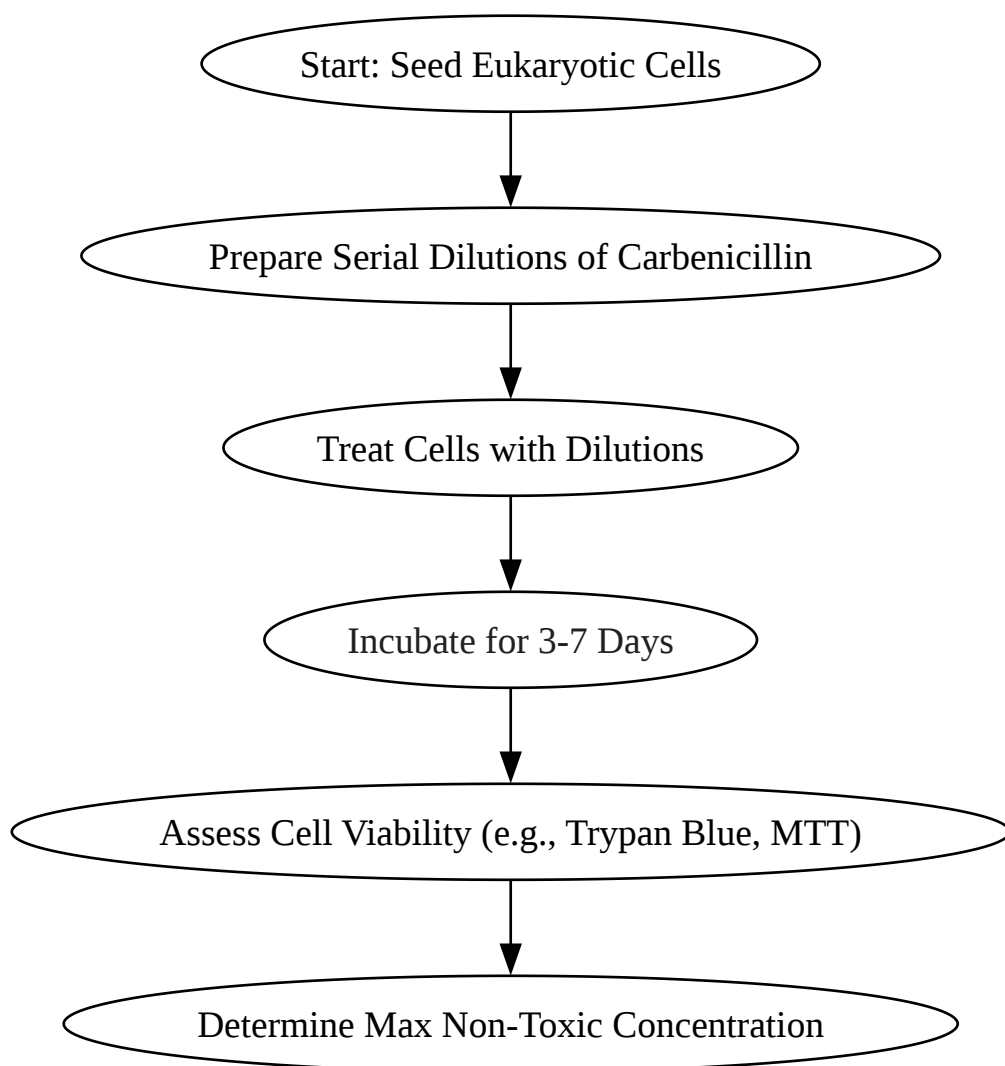 Start: Seed Eukaryotic Cells
Prepare Serial Dilutions of Carbenicillin
Treat Cells with Dilutions
Incubate for 3-7 Days
Assess Cell Viability (e.g., Trypan Blue, MTT)
Determine Max Non-Toxic Concentration